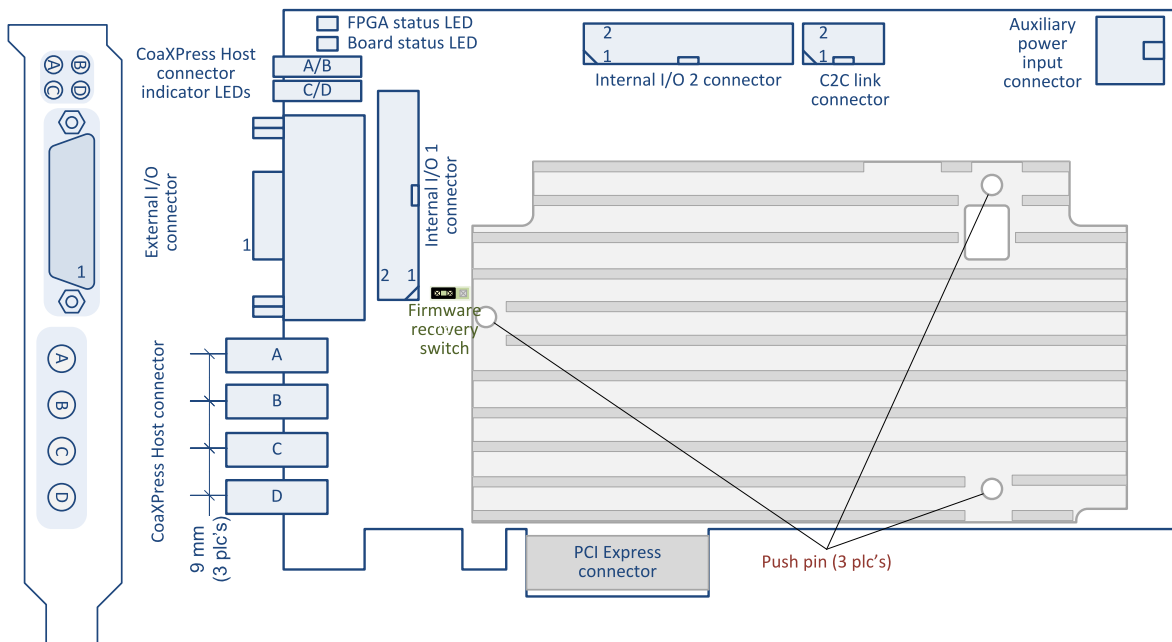 FPGA status LED
Board status LED
CoaXPress Host
connector
indicator LEDs
A/B
C/D
2
1
Internal I/O 2 connector
2
1
C2C link
connector
Auxiliary
power
input
connector
A
B
C
D
1
External I/O
connector
1
Internal I/O 1
connector
2
1
Firmware
recovery
switch
A
B
C
D
CoaXPress Host connector
A
B
C
D
9 mm
(3 plc's)
PCI Express
connector
Push pin (3 plc's)